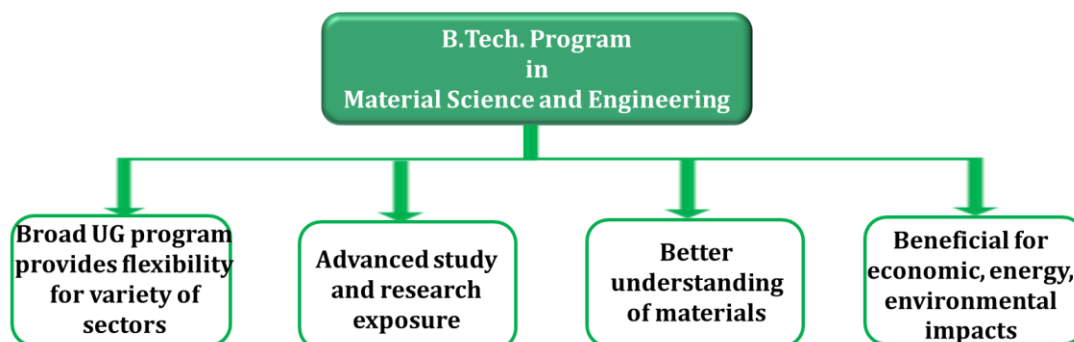 B.Tech. Program
in
Material Science and Engineering
Broad UG program
provides flexibility
for variety of
sectors
Advanced study
and research
exposure
Better
understanding
of materials
Beneficial for
economic, energy,
environmental
impacts